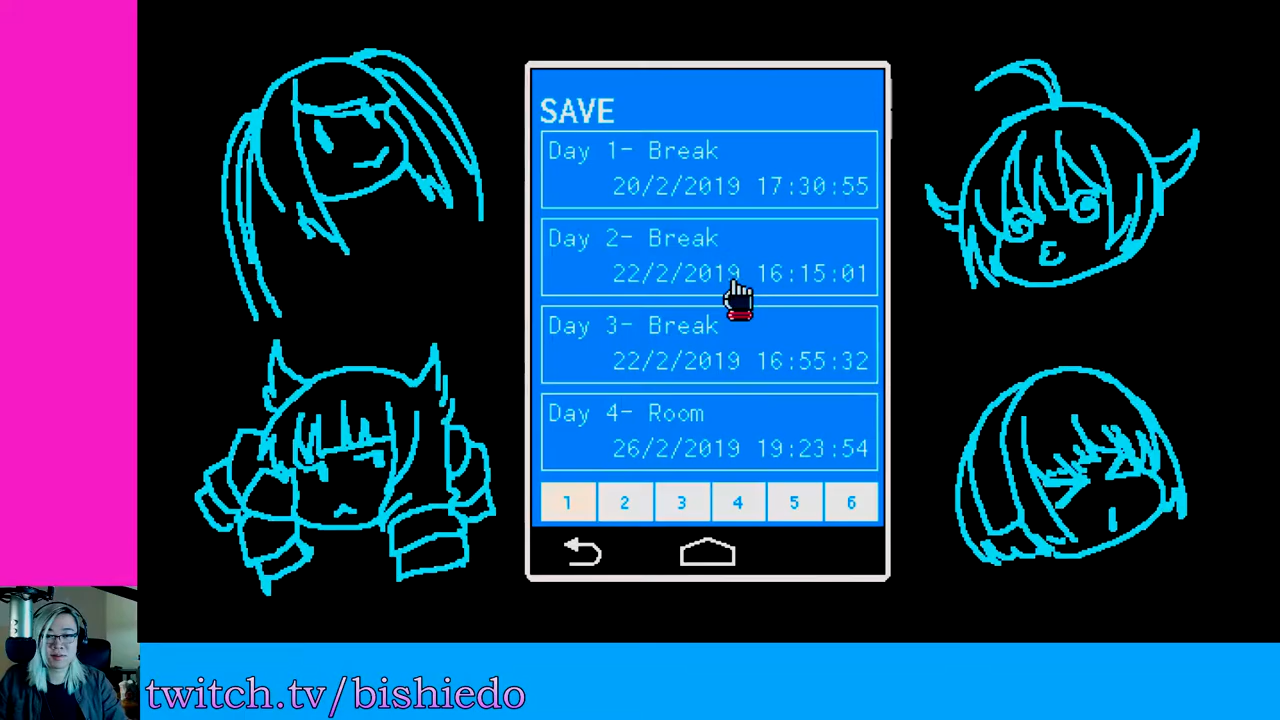 SAVE
Day 1- Break
20/2/2019 17:30:55
Day 2- Break
22/2/2019 16:15:01
Day 3- Break
22/2/2019 16:55:32
Day 4- Room
26/2/2019 19:23:54
1 2 3 4 5 6
twitch.tv/bishiedo